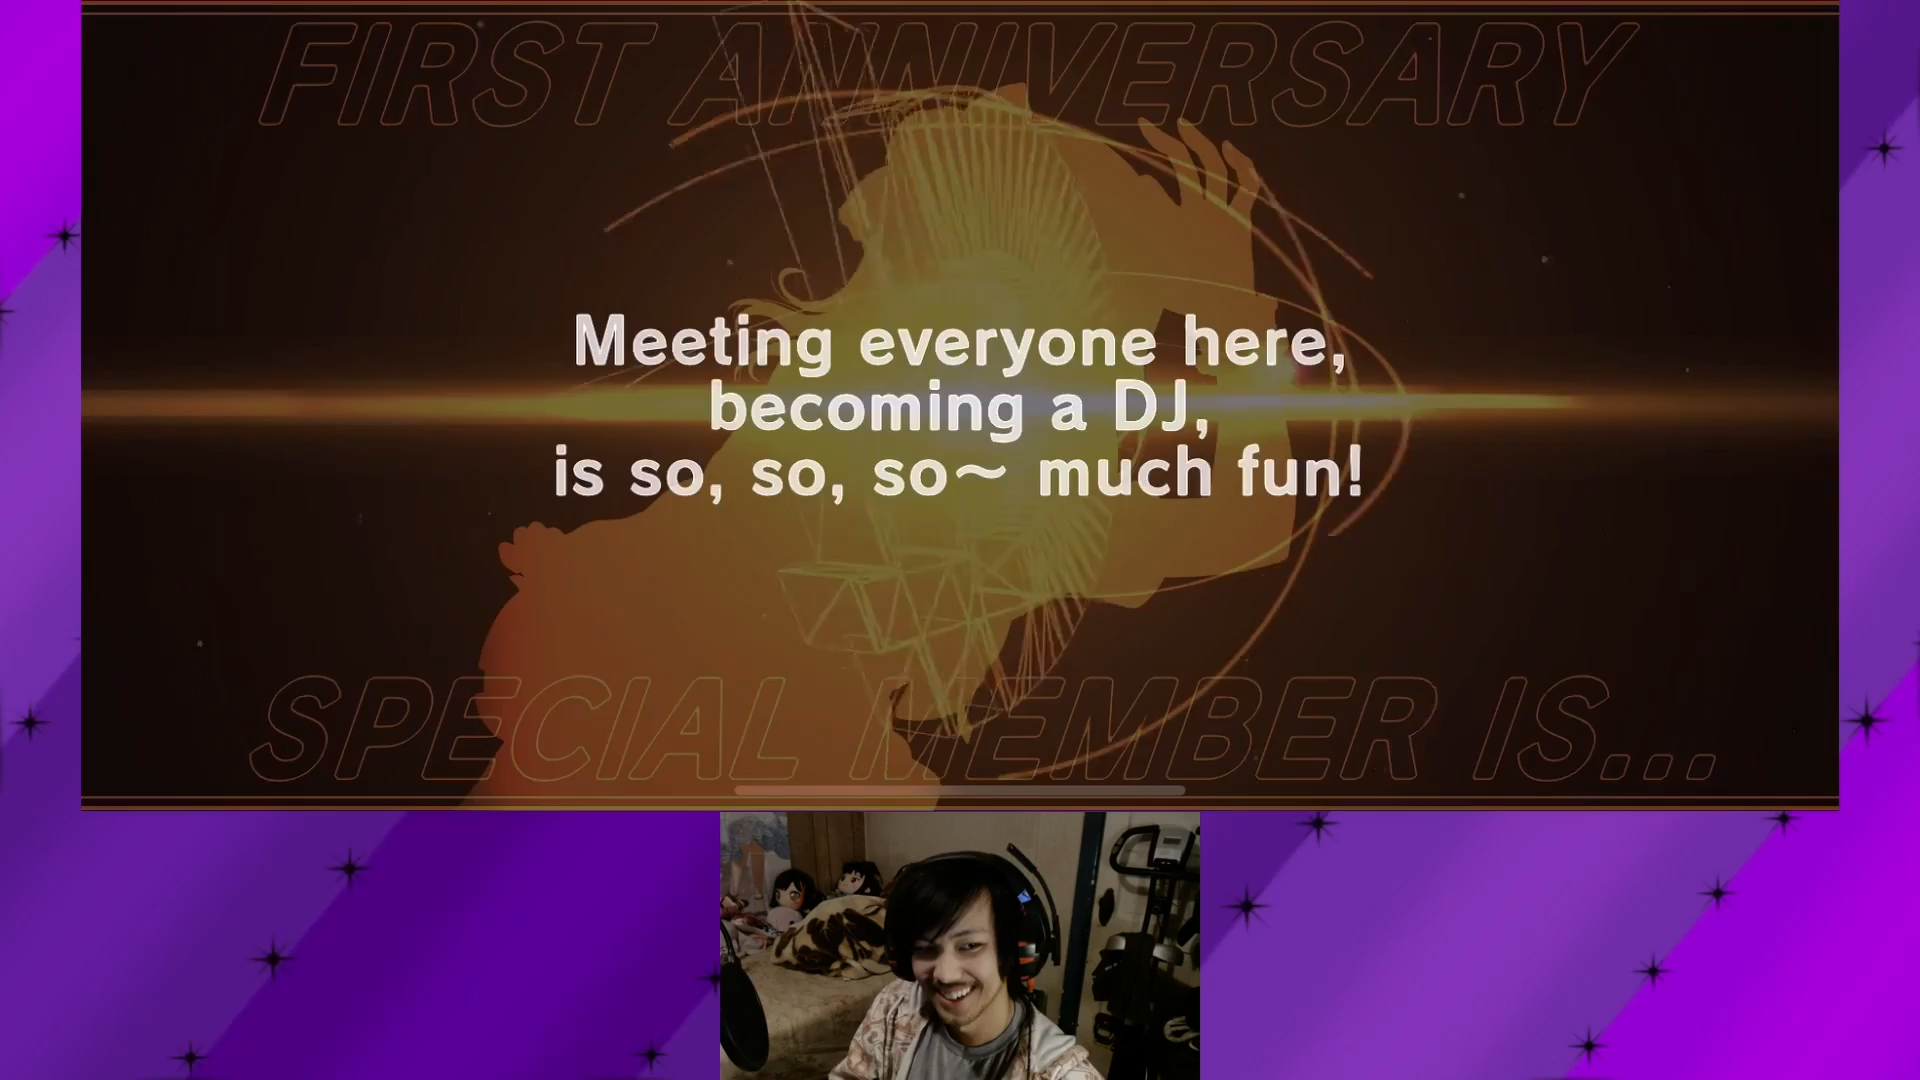 FIRST ANNIVERSARY
Meeting everyone here,
becoming a DJ,
is so, so, so~ much fun!
SPECIAL MEMBER IS...